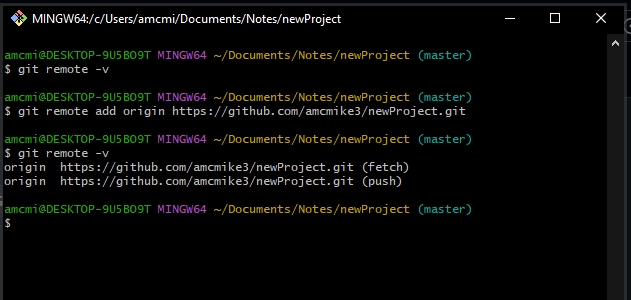 MINGW64:/c/Users/amcmi/Documents/Notes/newProject
amcmi@DESKTOP-9U5BO9T MINGW64 ~/Documents/Notes/newProject (master)
$ git remote -v
amcmi@DESKTOP-9U5BO9T MINGW64 ~/Documents/Notes/newProject (master)
$ git remote add origin https://github.com/amcmike3/newProject.git
amcmi@DESKTOP-9U5BO9T MINGW64 ~/Documents/Notes/newProject (master)
$ git remote -v
origin  https://github.com/amcmike3/newProject.git (fetch)
origin  https://github.com/amcmike3/newProject.git (push)
amcmi@DESKTOP-9U5BO9T MINGW64 ~/Documents/Notes/newProject (master)
$